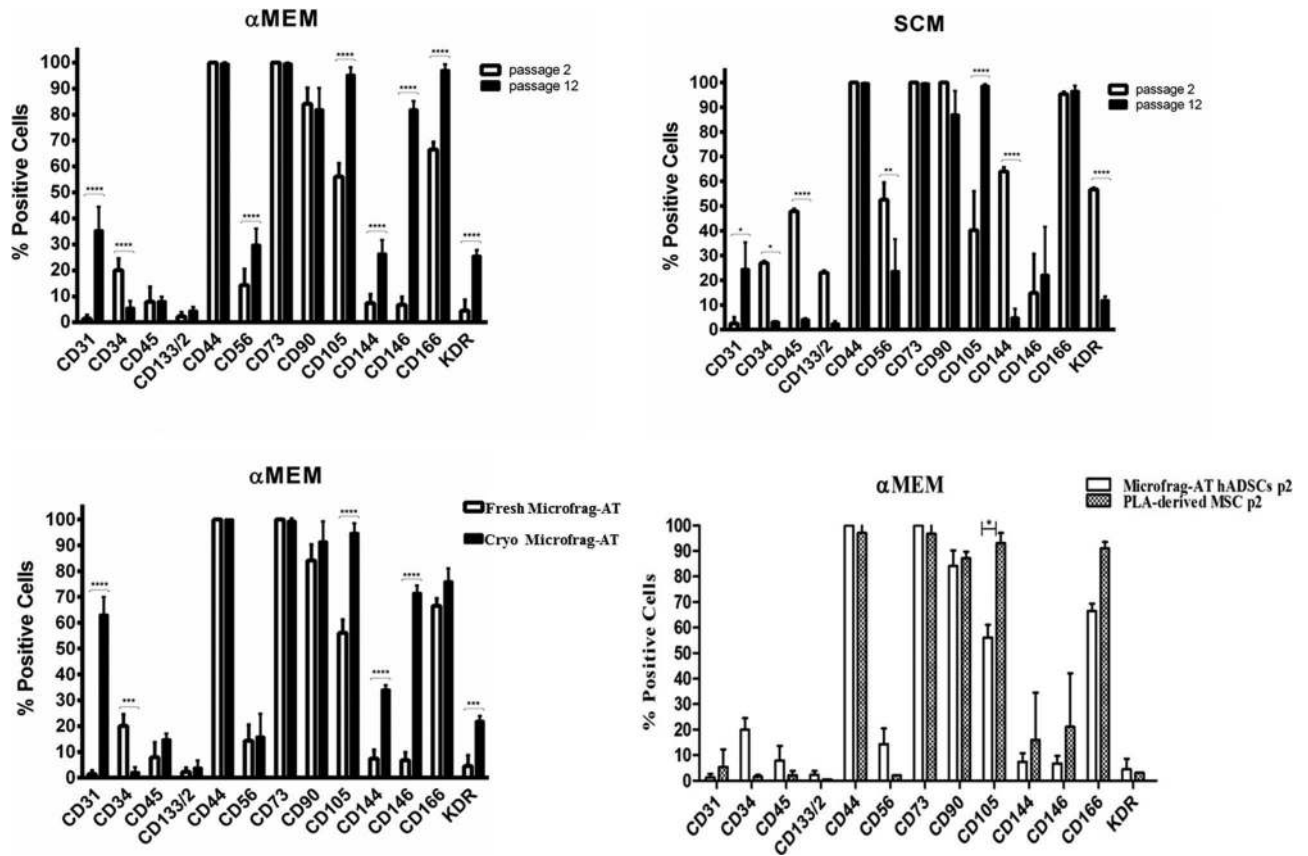 αMEM
% Positive Cells
100
90
80
70
60
50
40
30
20
10
0
passage 2
passage 12
****
****
****
****
****
****
****
****
CD31
CD34
CD45
CD133/2
CD44
CD56
CD73
CD90
CD105
CD144
CD146
CD166
KDR
SCM
% Positive Cells
100
90
80
70
60
50
40
30
20
10
0
passage 2
passage 12
*
*
****
**
****
****
****
CD31
CD34
CD45
CD133/2
CD44
CD56
CD73
CD90
CD105
CD144
CD146
CD166
KDR
αMEM
% Positive Cells
100
90
80
70
60
50
40
30
20
10
0
Fresh Microfrag-AT
Cryo Microfrag-AT
****
***
****
****
****
***
CD31
CD34
CD45
CD133/2
CD44
CD56
CD73
CD90
CD105
CD144
CD146
CD166
KDR
αMEM
% Positive Cells
100
90
80
70
60
50
40
30
20
10
0
Microfrag-AT hADSCs p2
PLA-derived MSC p2
*
CD31
CD34
CD45
CD133/2
CD44
CD56
CD73
CD90
CD105
CD144
CD146
CD166
KDR